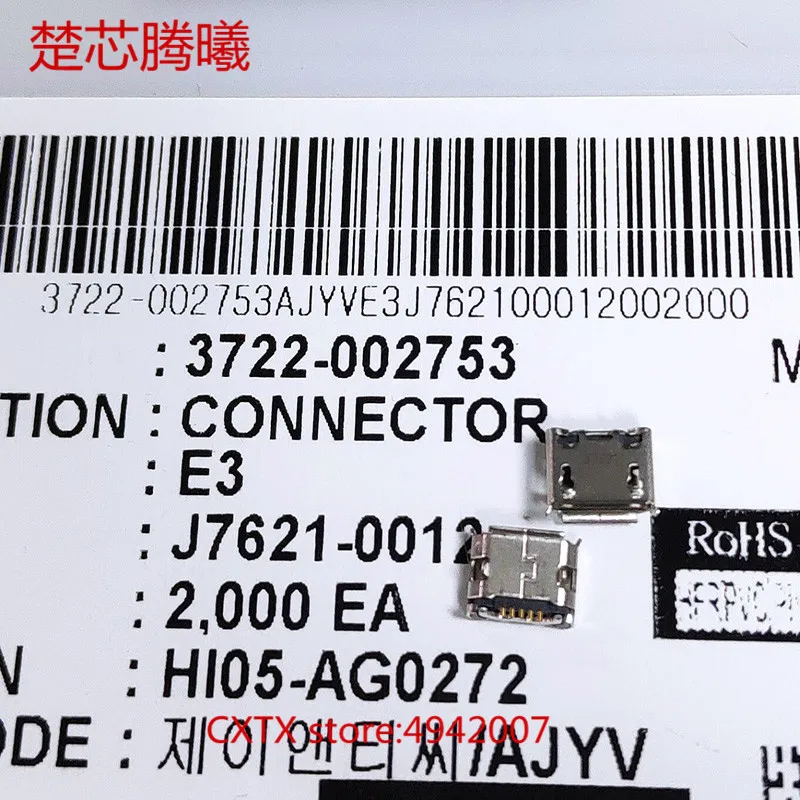 楚芯腾曦
3722-002753AJYVE3J762100012002000
: 3722-002753 M
TION : CONNECTOR
: E3
: J7621-0012
: 2,000 EA
RoHS
N : HI05-AG0272
CXTX store:4942007
ODE : 제이앤티씨/AJYV